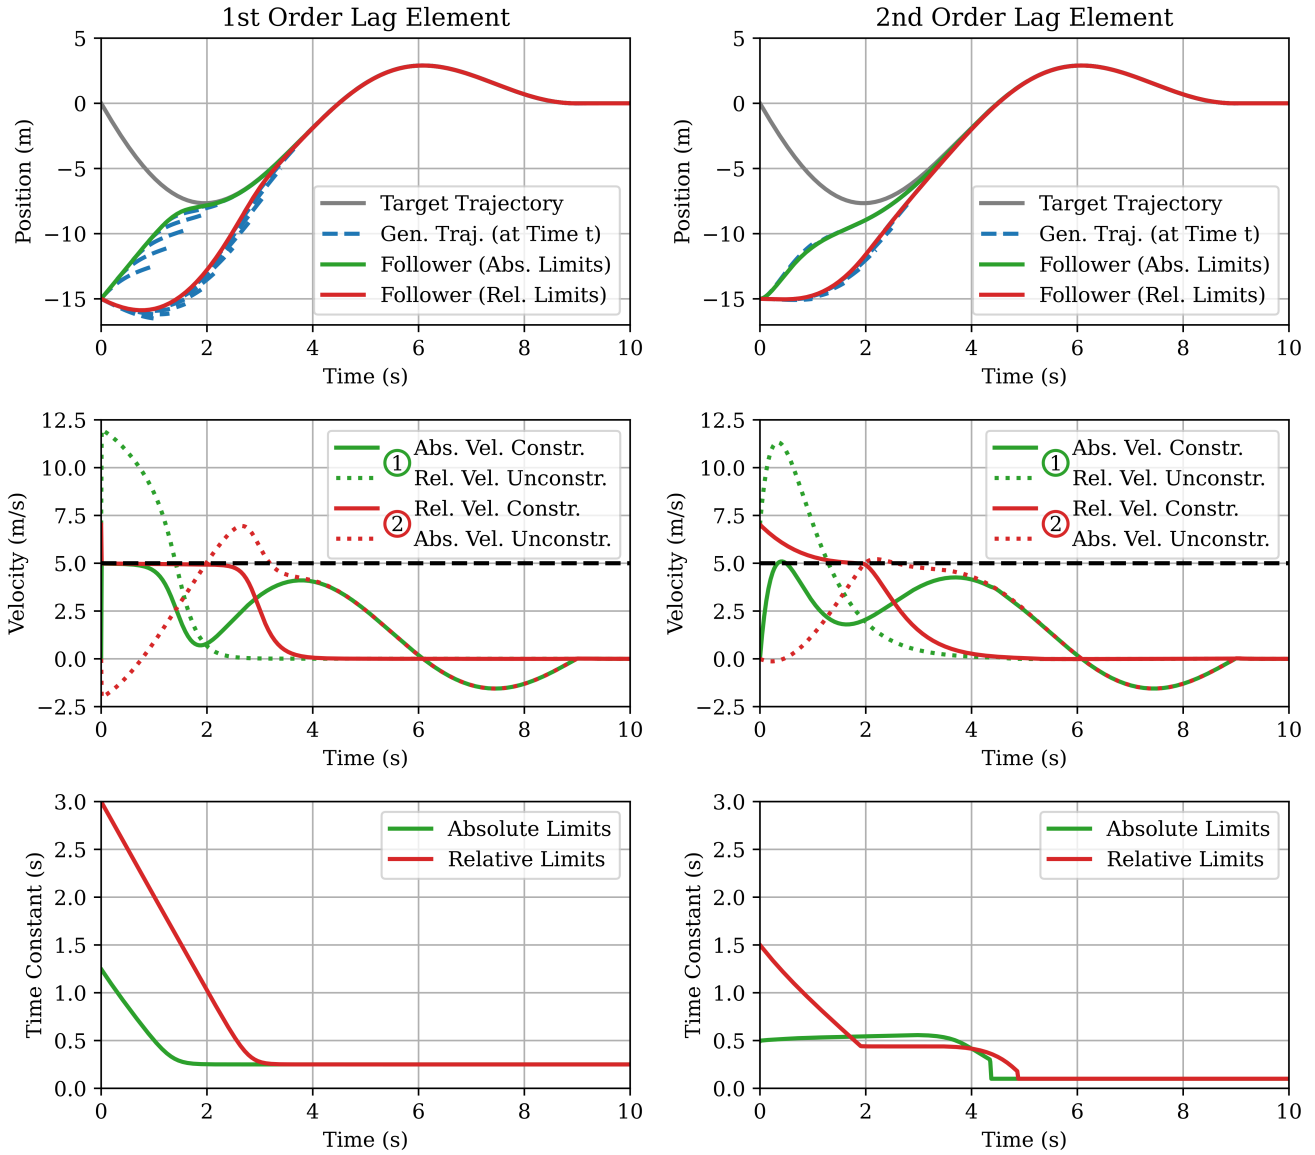 1st Order Lag Element
2nd Order Lag Element
5
0
−5
−10
−15
Position (m)
Target Trajectory
Gen. Traj. (at Time t)
Follower (Abs. Limits)
Follower (Rel. Limits)
0 2 4 6 8 10
Time (s)
5
0
−5
−10
−15
Position (m)
Target Trajectory
Gen. Traj. (at Time t)
Follower (Abs. Limits)
Follower (Rel. Limits)
0 2 4 6 8 10
Time (s)
12.5
10.0
7.5
5.0
2.5
0.0
−2.5
Velocity (m/s)
Abs. Vel. Constr.
1
Rel. Vel. Unconstr.
Rel. Vel. Constr.
2
Abs. Vel. Unconstr.
0 2 4 6 8 10
Time (s)
12.5
10.0
7.5
5.0
2.5
0.0
−2.5
Velocity (m/s)
Abs. Vel. Constr.
1
Rel. Vel. Unconstr.
Rel. Vel. Constr.
2
Abs. Vel. Unconstr.
0 2 4 6 8 10
Time (s)
3.0
2.5
2.0
1.5
1.0
0.5
0.0
Time Constant (s)
Absolute Limits
Relative Limits
0 2 4 6 8 10
Time (s)
3.0
2.5
2.0
1.5
1.0
0.5
0.0
Time Constant (s)
Absolute Limits
Relative Limits
0 2 4 6 8 10
Time (s)